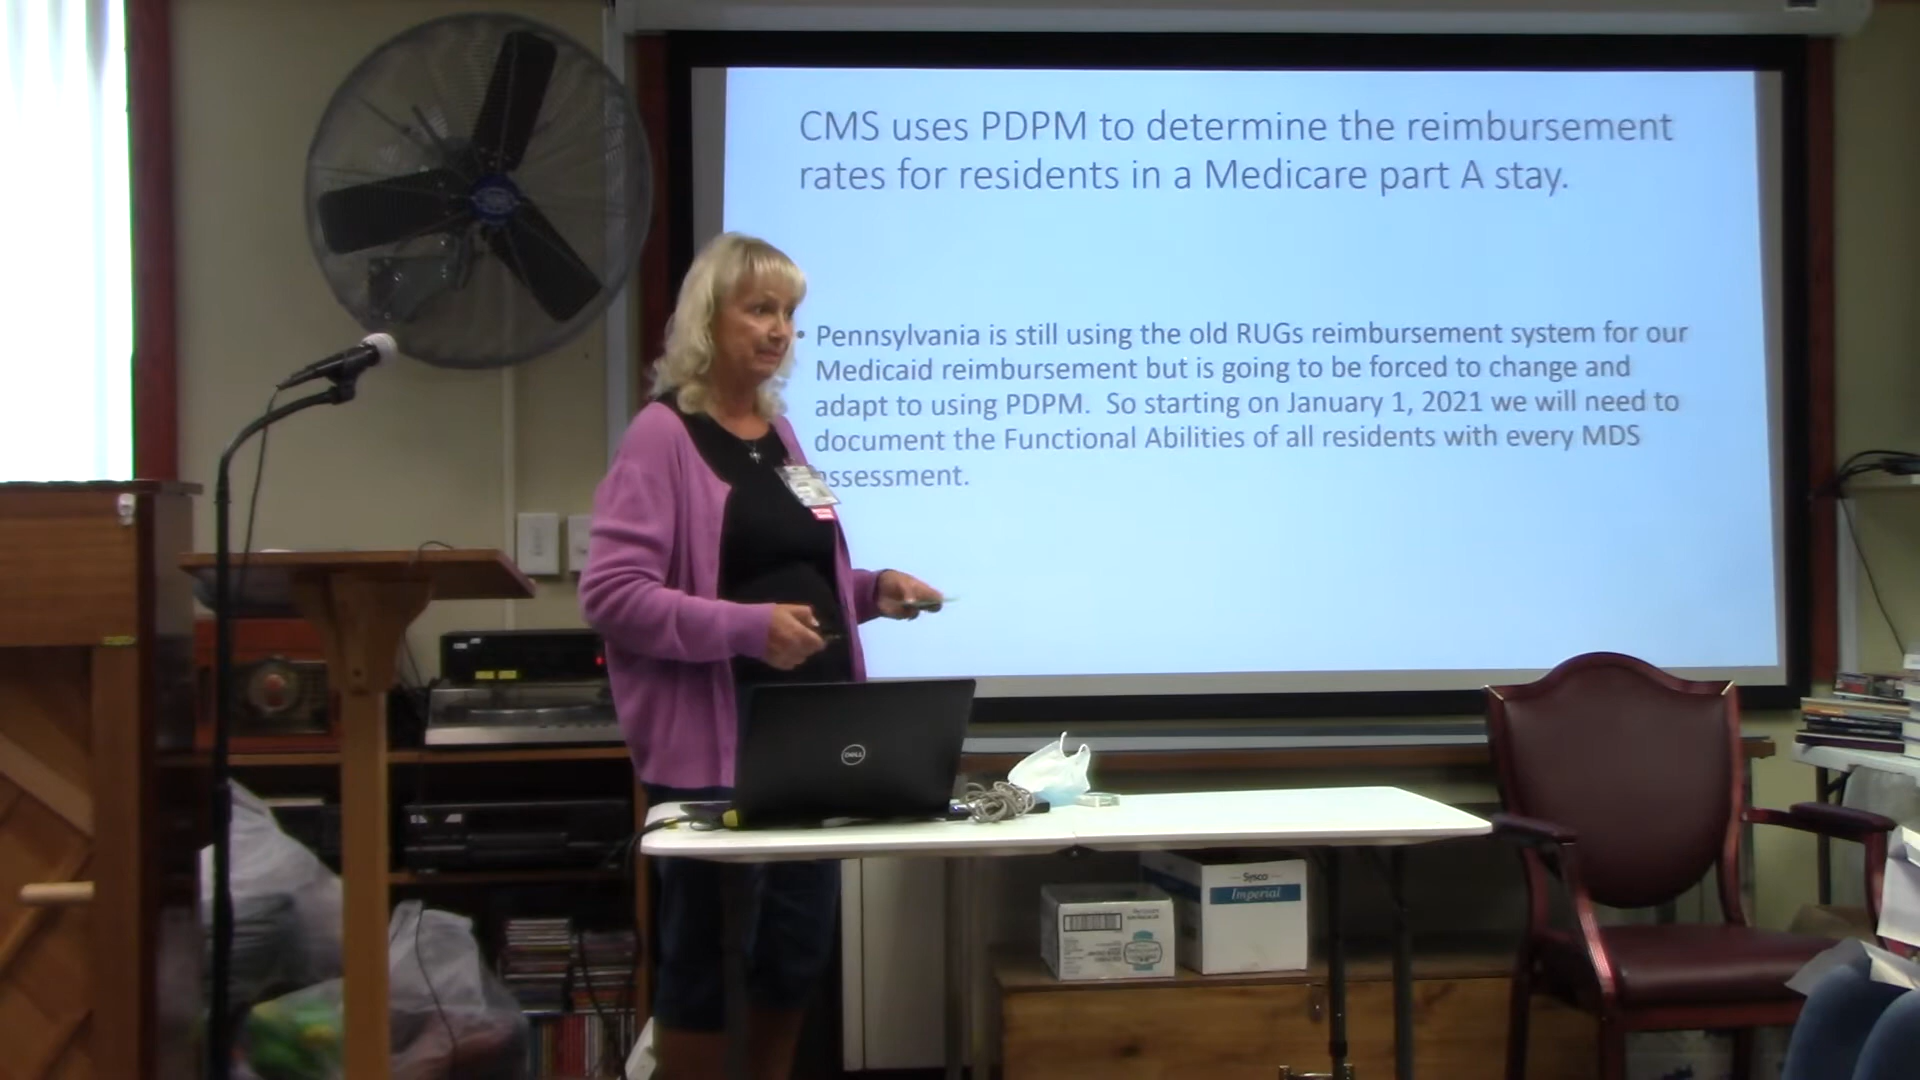 CMS uses PDPM to determine the reimbursement
rates for residents in a Medicare part A stay.
• Pennsylvania is still using the old RUGs reimbursement system for our
Medicaid reimbursement but is going to be forced to change and
adapt to using PDPM. So starting on January 1, 2021 we will need to
document the Functional Abilities of all residents with every MDS
ssessment.
DELL
Sysco
Imperial